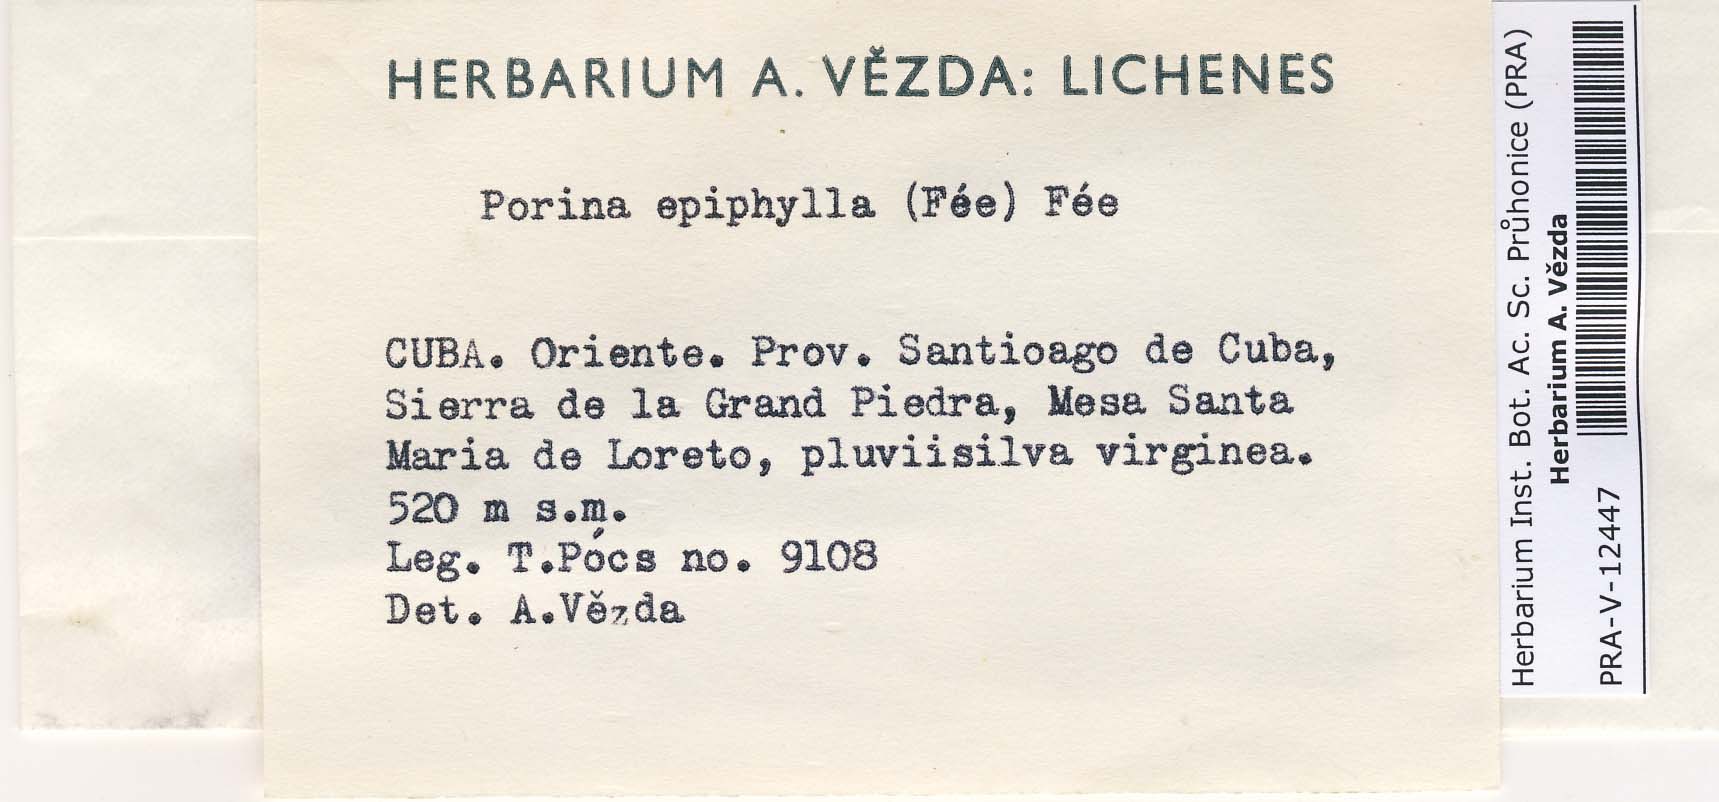 HERBARIUM A. VĚZDA: LICHENES
Porina epiphylla (Fée) Fée
CUBA. Oriente. Prov. Santioago de Cuba,
Sierra de la Grand Piedra, Mesa Santa
Maria de Loreto, pluviisilva virginea.
520 m s.m.
Leg. T.Pócs no. 9108
Det. A.Vězda
Herbarium Inst. Bot. Ac. Sc. Průhonice (PRA)
Herbarium A. Vězda
PRA-V-12447